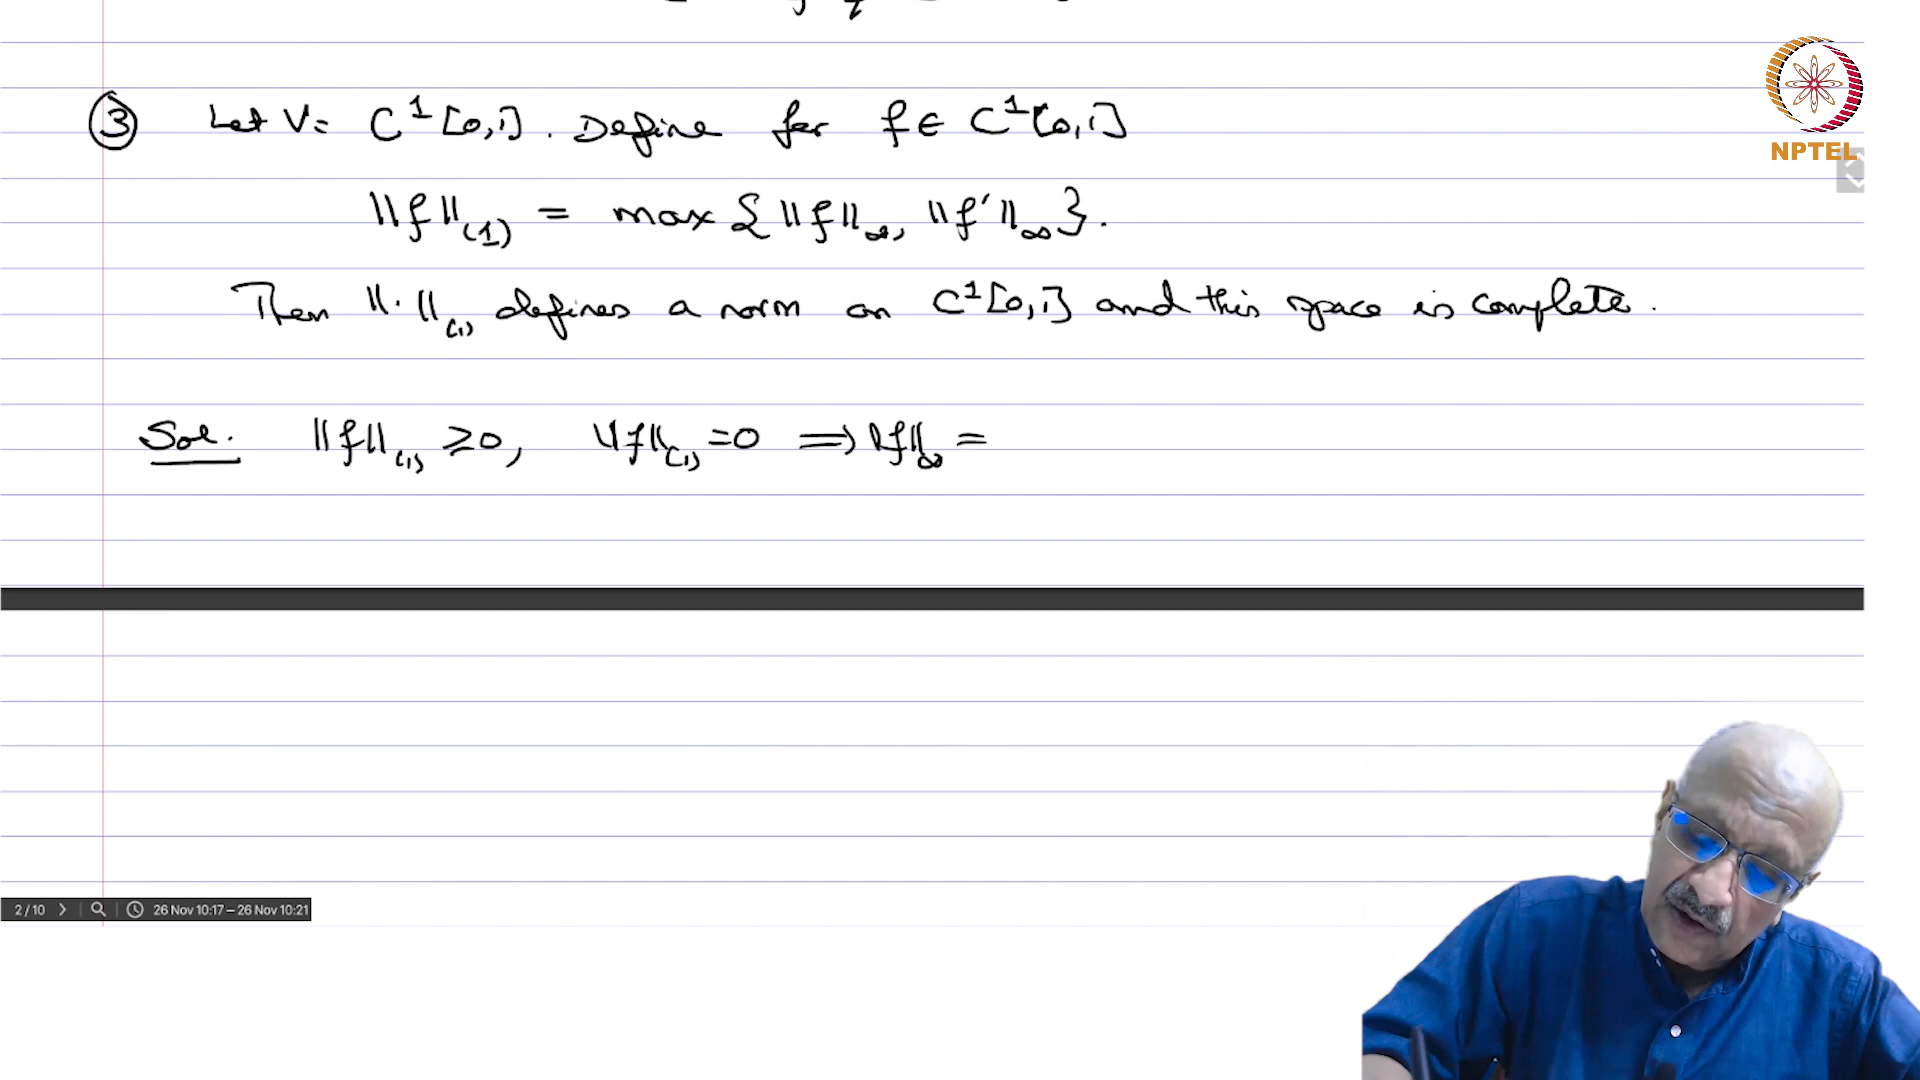 NPTEL
③ Let V = C¹[0,1]. Define for f ∈ C¹[0,1]
‖f‖₍₁₎ = max {‖f‖∞, ‖f′‖∞}.
Then ‖·‖₍₁₎ defines a norm on C¹[0,1] and this space is complete.
Sol. ‖f‖₍₁₎ ≥ 0, ‖f‖₍₁₎ = 0 ⟹ ‖f‖∞ =
2 / 10 26 Nov 10:17 – 26 Nov 10:21